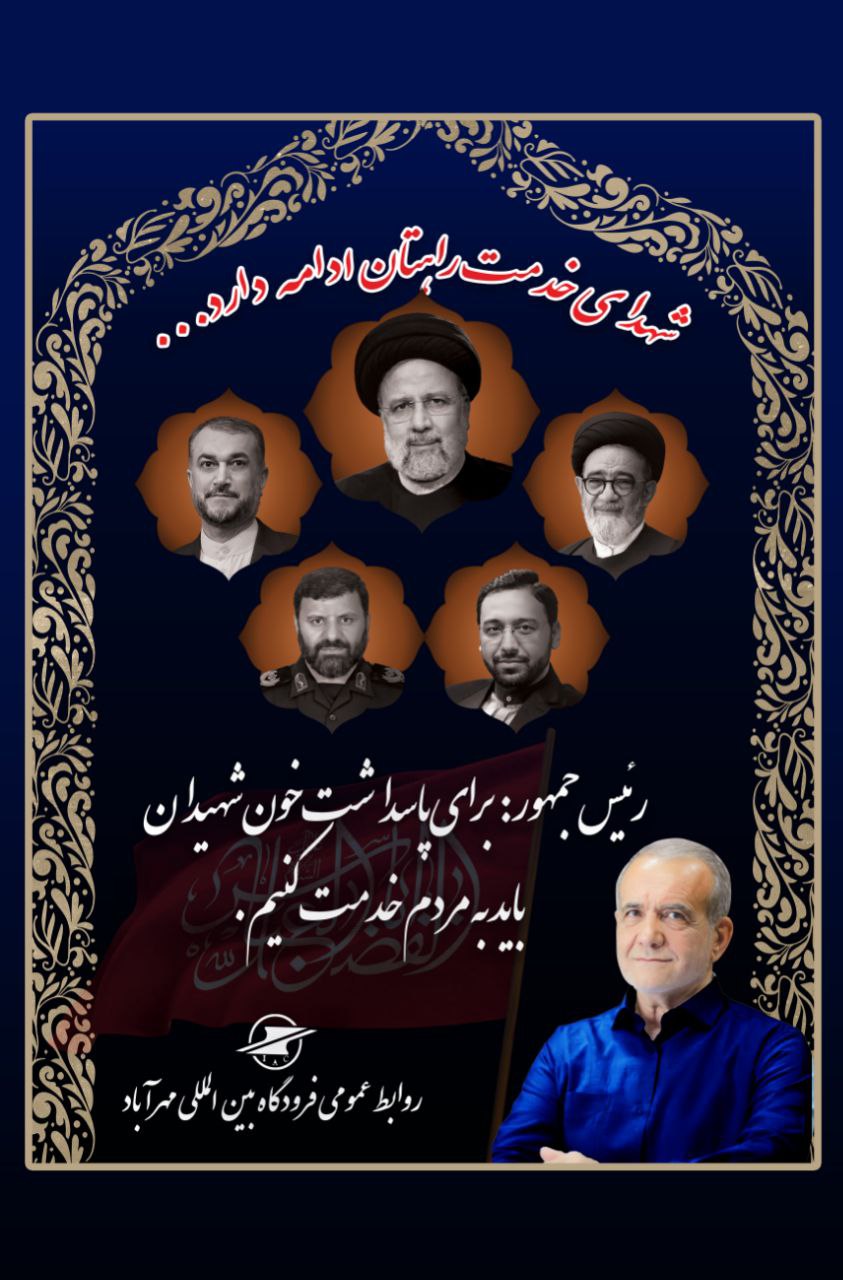 شهدای خدمت راهتان ادامه دارد...
رئیس جمهور: برای پاسداشت خون شهیدان
باید به مردم خدمت کنیم.
IAC
روابط عمومی فرودگاه بین المللی مهرآباد